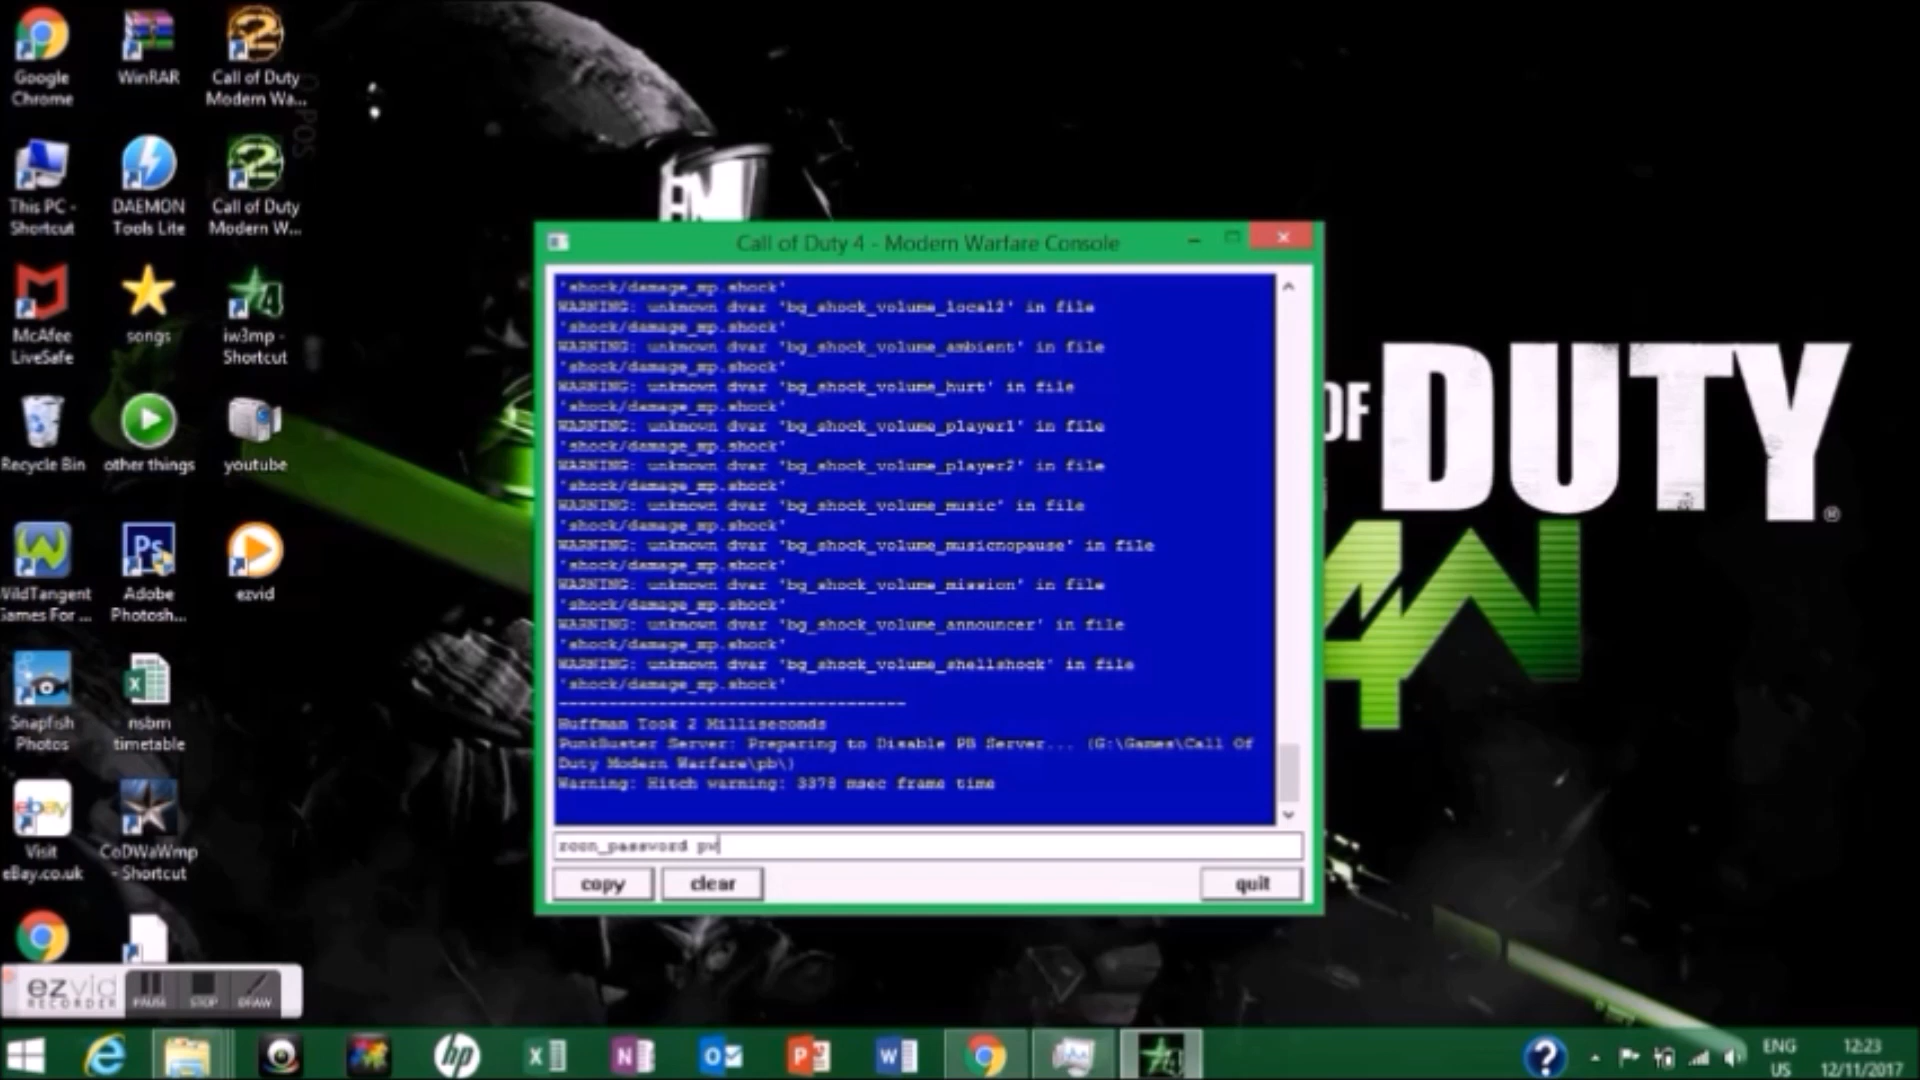 Google
Chrome
WinRAR
Call of Duty
Modern Wa...
This PC -
Shortcut
DAEMON
Tools Lite
Call of Duty
Modern W...
McAfee
LiveSafe
songs
iw3mp -
Shortcut
Recycle Bin
other things
youtube
WildTangent
Games For ...
Adobe
Photosh...
ezvid
Snapfish
Photos
nsbm
timetable
Visit
eBay.co.uk
CoDWaWmp
- Shortcut
Call of Duty 4 - Modern Warfare Console
'shock/damage_mp.shock'
WARNING: unknown dvar 'bg_shock_volume_local2' in file
'shock/damage_mp.shock'
WARNING: unknown dvar 'bg_shock_volume_ambient' in file
'shock/damage_mp.shock'
WARNING: unknown dvar 'bg_shock_volume_hurt' in file
'shock/damage_mp.shock'
WARNING: unknown dvar 'bg_shock_volume_player1' in file
'shock/damage_mp.shock'
WARNING: unknown dvar 'bg_shock_volume_player2' in file
'shock/damage_mp.shock'
WARNING: unknown dvar 'bg_shock_volume_music' in file
'shock/damage_mp.shock'
WARNING: unknown dvar 'bg_shock_volume_musicnopause' in file
'shock/damage_mp.shock'
WARNING: unknown dvar 'bg_shock_volume_mission' in file
'shock/damage_mp.shock'
WARNING: unknown dvar 'bg_shock_volume_announcer' in file
'shock/damage_mp.shock'
WARNING: unknown dvar 'bg_shock_volume_shellshock' in file
'shock/damage_mp.shock'
-----------------------------------
Huffman Took 2 Milliseconds
PunkBuster Server: Preparing to Disable PB Server... (G:\Games\Call Of
Duty Modern Warfare\pb\)
Warning: Hitch warning: 3378 msec frame time
rcon_password pw
copy
clear
quit
OF DUTY®
ezvid
RECORDER
PAUSE
STOP
DRAW
ENG
US
12:23
12/11/2017